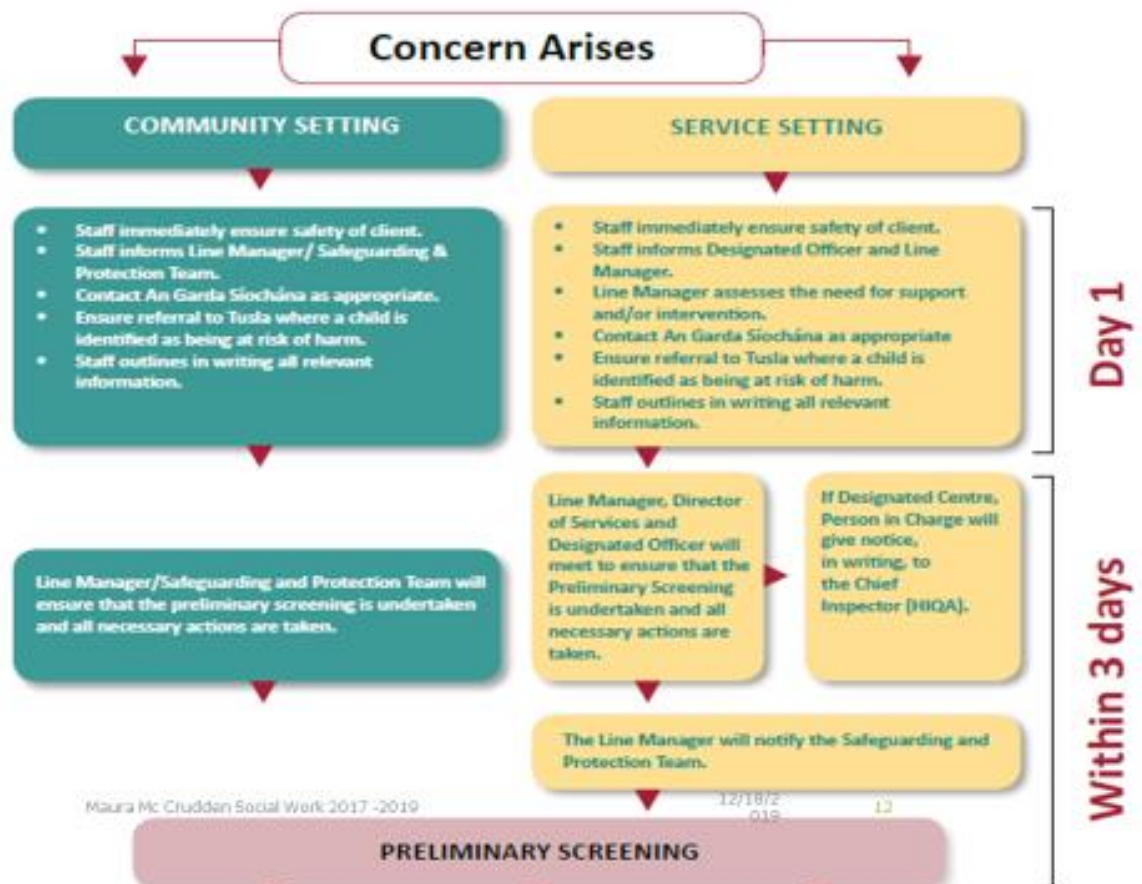 Concern Arises
COMMUNITY SETTING
SERVICE SETTING
• Staff immediately ensure safety of client.
• Staff informs Line Manager/ Safeguarding &
Protection Team.
• Contact An Garda Síochána as appropriate.
• Ensure referral to Tusla where a child is
identified as being at risk of harm.
• Staff outlines in writing all relevant
information.
• Staff immediately ensure safety of client.
• Staff informs Designated Officer and Line
Manager.
• Line Manager assesses the need for support
and/or intervention.
• Contact An Garda Síochána as appropriate
• Ensure referral to Tusla where a child is
identified as being at risk of harm.
• Staff outlines in writing all relevant
information.
Day 1
Line Manager/Safeguarding and Protection Team will
ensure that the preliminary screening is undertaken
and all necessary actions are taken.
Line Manager, Director
of Services and
Designated Officer will
meet to ensure that the
Preliminary Screening
is undertaken and all
necessary actions are
taken.
If Designated Centre,
Person in Charge will
give notice,
in writing, to
the Chief
Inspector [HIQA].
The Line Manager will notify the Safeguarding and
Protection Team.
Within 3 days
Maura Mc Crudden Social Work 2017 -2019
12/18/2
019
12
PRELIMINARY SCREENING